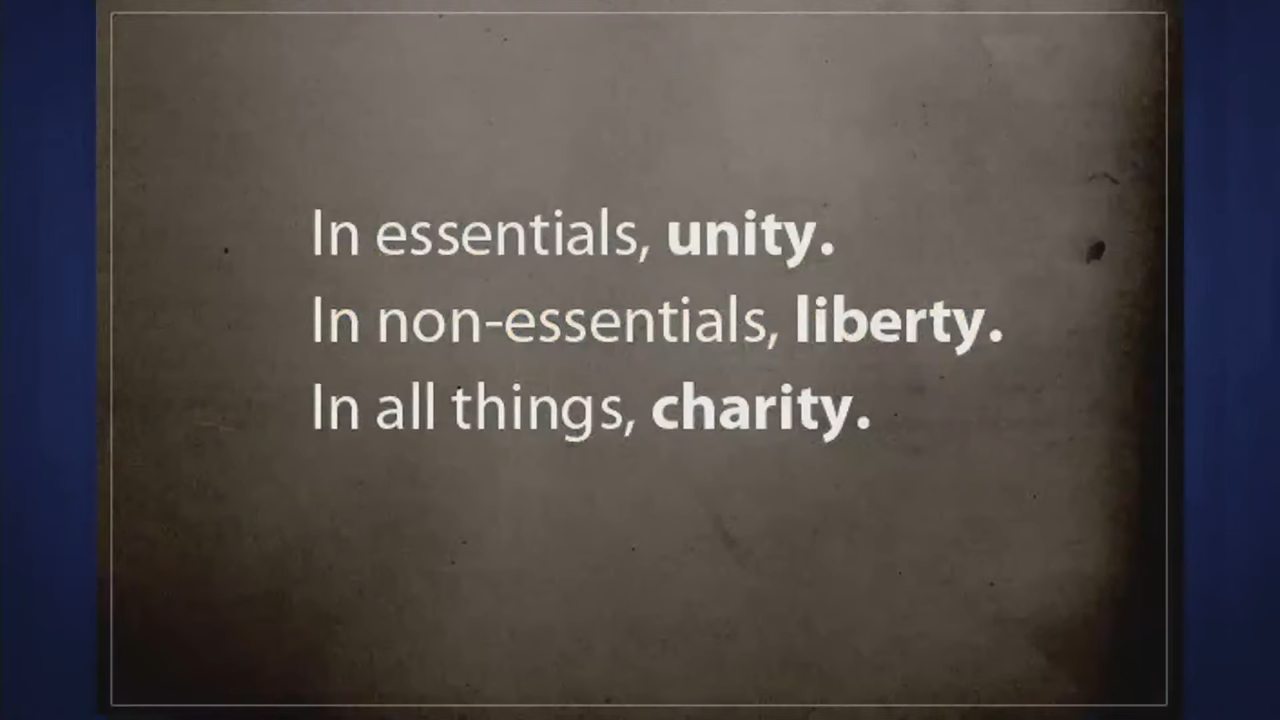 In essentials, unity.
In non-essentials, liberty.
In all things, charity.